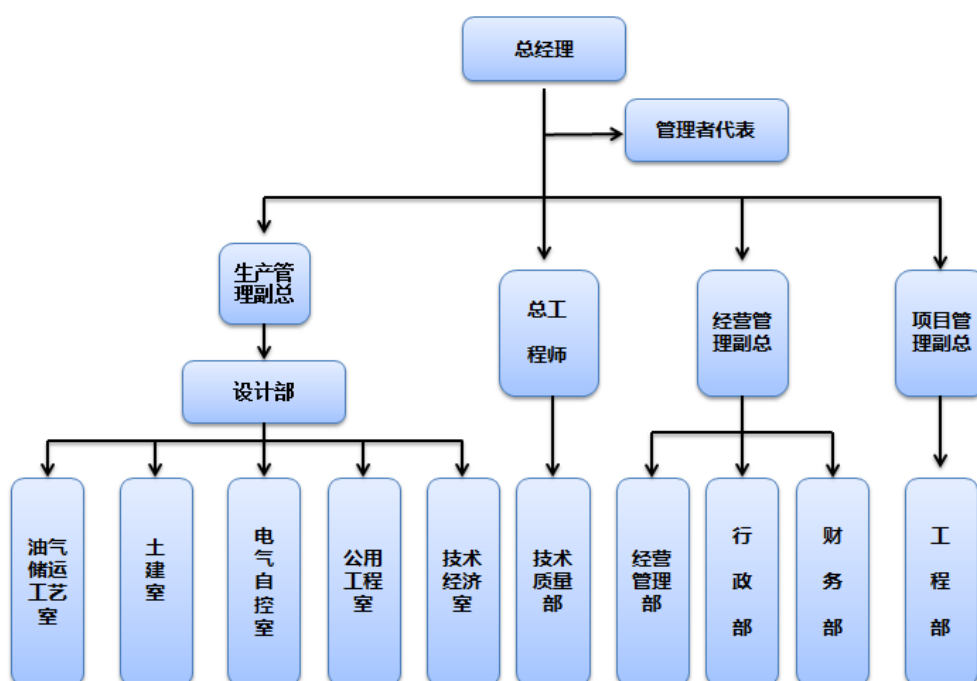 总经理
管理者代表
生产管
理副总
总工
程师
经营管
理副总
项目管
理副总
设计部
油气
储运
工艺
室
土
建
室
电
气
自
控
室
公用
工程
室
技术
经济
室
技术
质量
部
经营
管理
部
行
政
部
财
务
部
工
程
部